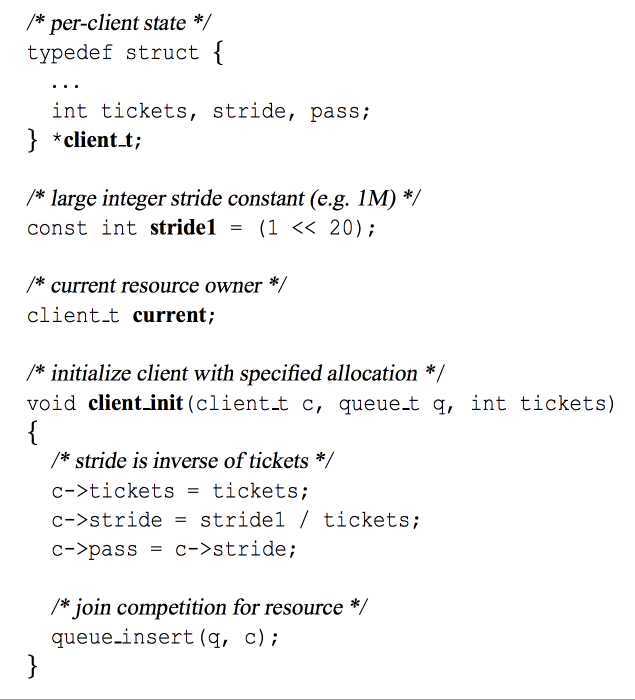 /* per-client state */
typedef struct {
...
int tickets, stride, pass;
} *client_t;
/* large integer stride constant (e.g. 1M) */
const int stride1 = (1 << 20);
/* current resource owner */
client_t current;
/* initialize client with specified allocation */
void client_init(client_t c, queue_t q, int tickets)
{
/* stride is inverse of tickets */
c->tickets = tickets;
c->stride = stride1 / tickets;
c->pass = c->stride;
/* join competition for resource */
queue_insert(q, c);
}